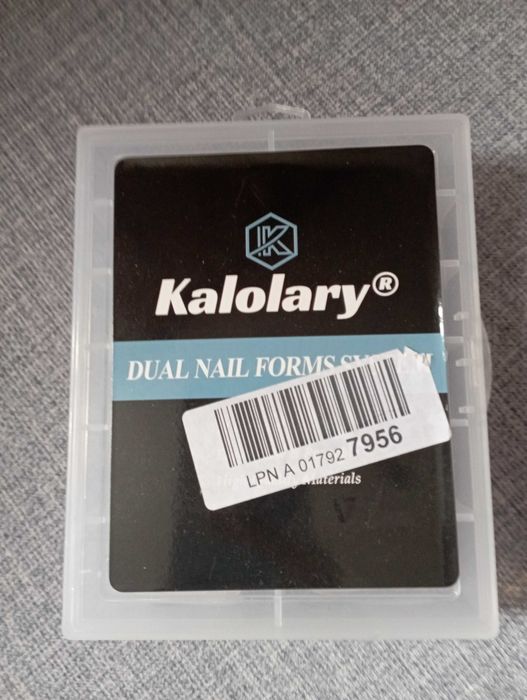 Kalolary®
DUAL NAIL FORMS
LPN A 01792 7956
Materials